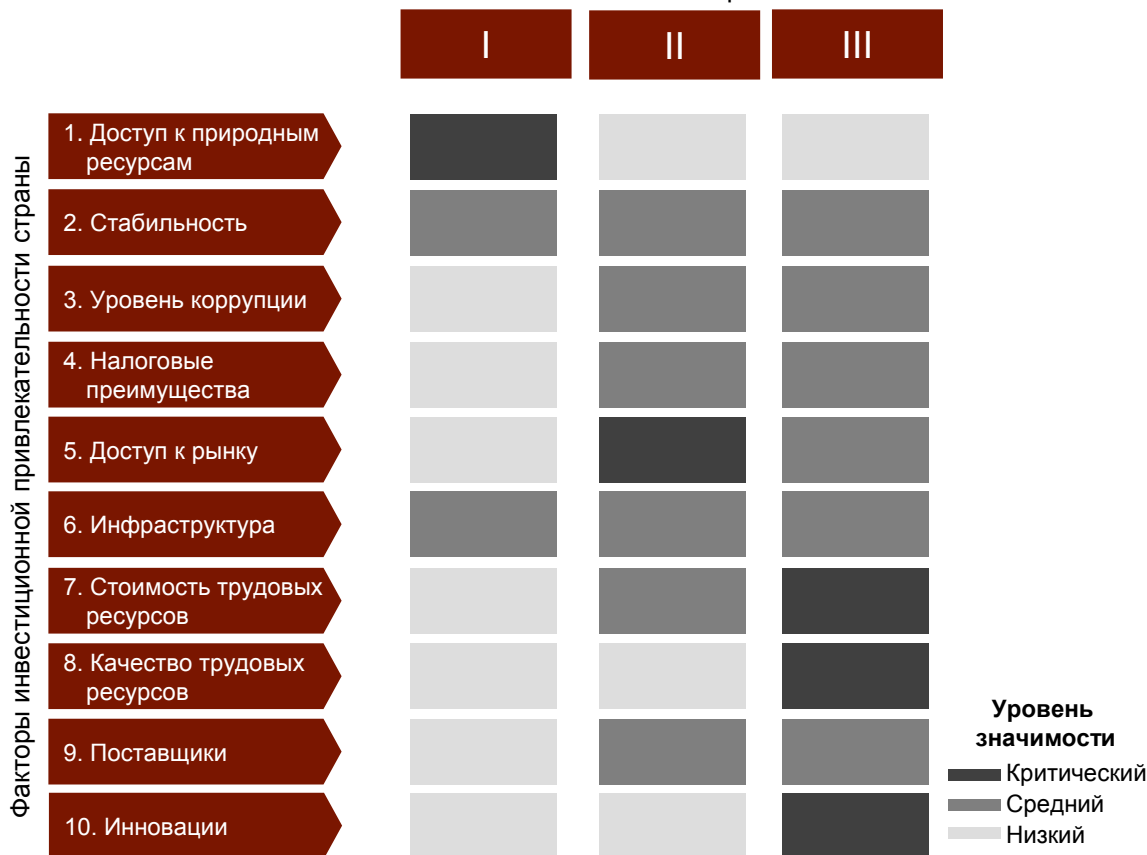 I
II
III
Факторы инвестиционной привлекательности страны
1. Доступ к природным
ресурсам
2. Стабильность
3. Уровень коррупции
4. Налоговые
преимущества
5. Доступ к рынку
6. Инфраструктура
7. Стоимость трудовых
ресурсов
8. Качество трудовых
ресурсов
9. Поставщики
10. Инновации
Уровень
значимости
Критический
Средний
Низкий